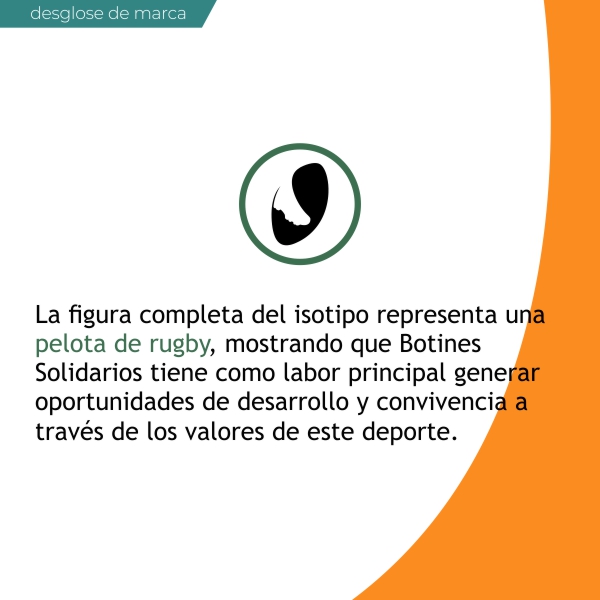 desglose de marca
La figura completa del isotipo representa una
pelota de rugby, mostrando que Botines
Solidarios tiene como labor principal generar
oportunidades de desarrollo y convivencia a
través de los valores de este deporte.